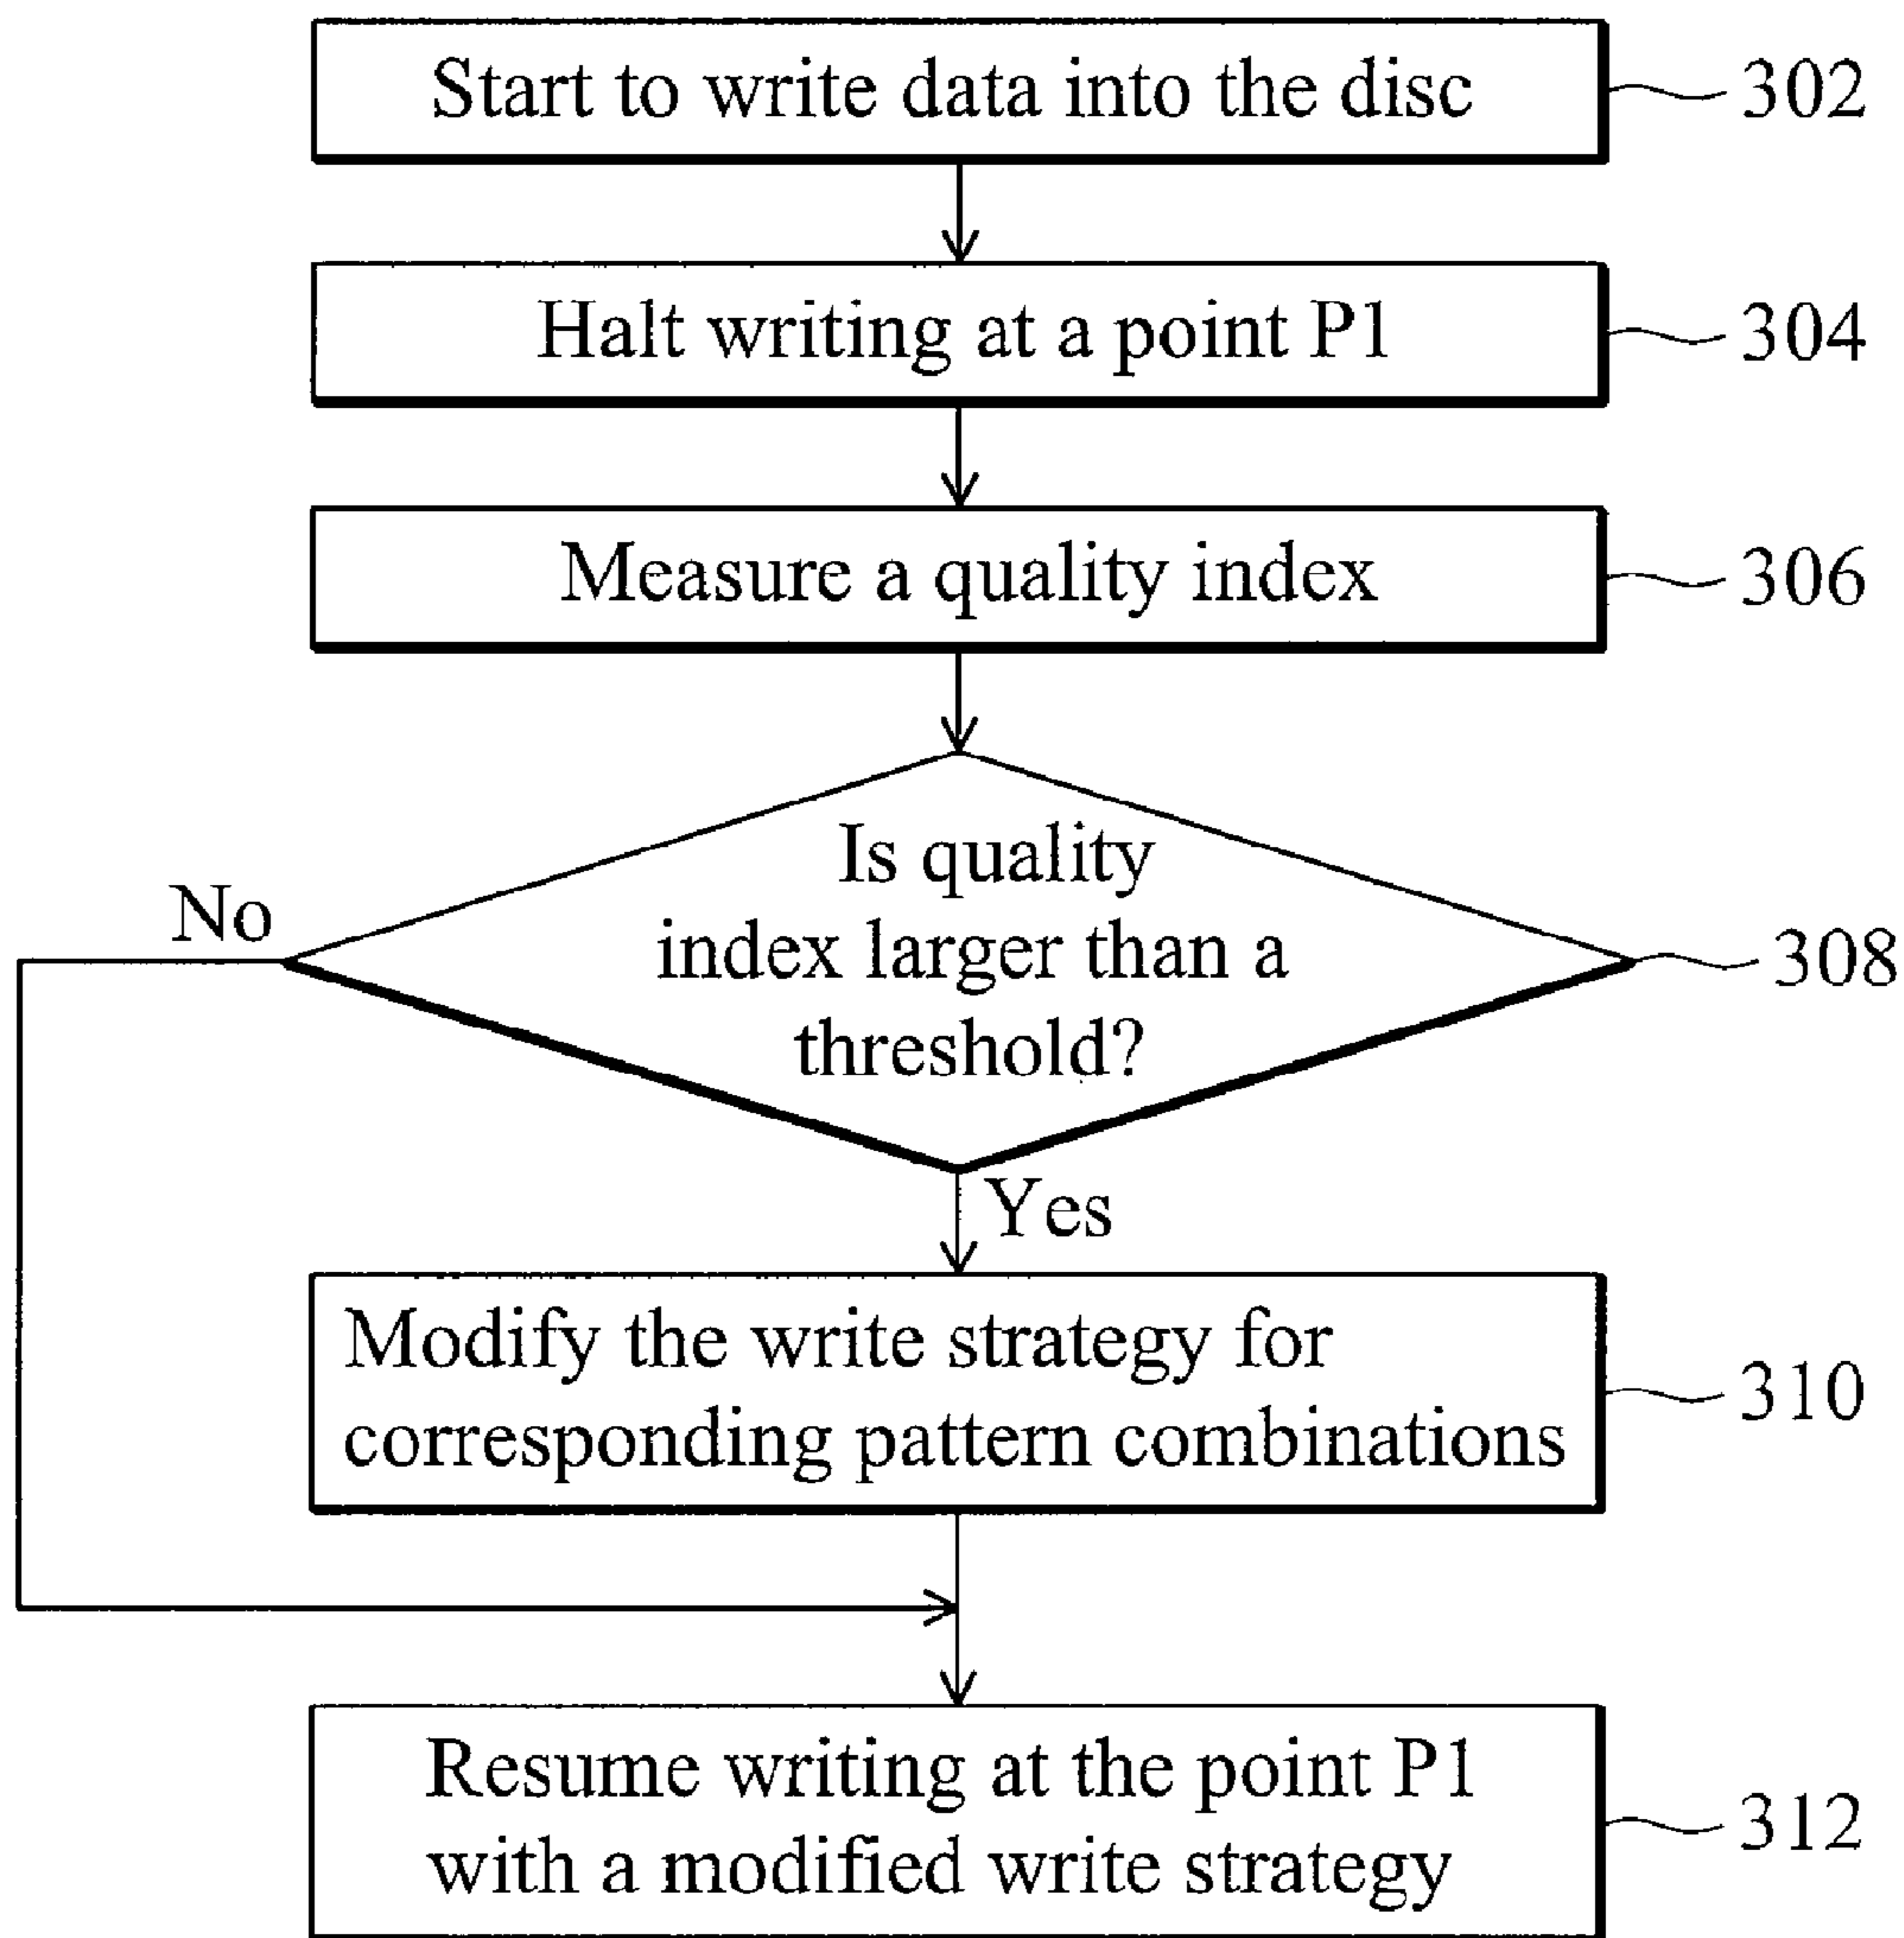 Start to write data into the disc
302
Halt writing at a point P1
304
Measure a quality index
306
Is quality
index larger than a
threshold?
308
No
Yes
Modify the write strategy for
corresponding pattern combinations
310
Resume writing at the point P1
with a modified write strategy
312